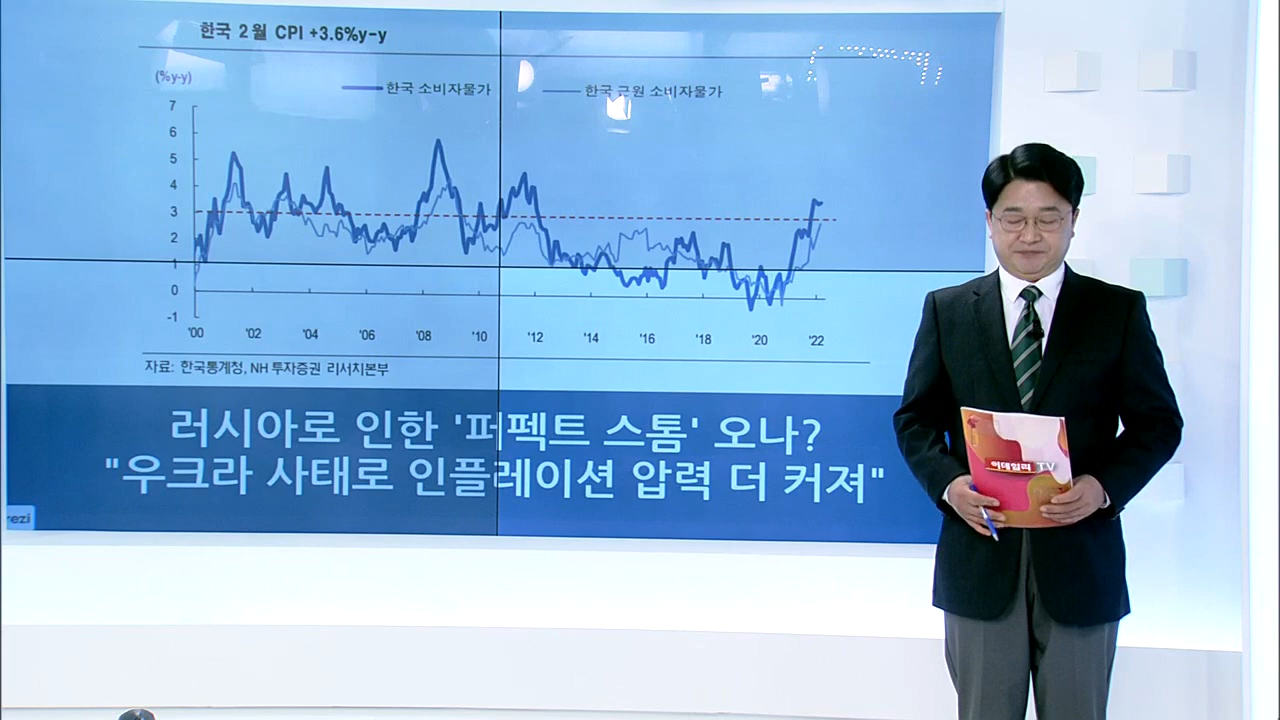 한국 2월 CPI +3.6%y-y
(%y-y)
한국 소비자물가
한국 근원 소비자물가
7
6
5
4
3
2
1
0
-1
'00 '02 '04 '06 '08 '10 '12 '14 '16 '18 '20 '22
자료: 한국통계청, NH 투자증권 리서치본부
러시아로 인한 '퍼펙트 스톰' 오나?
"우크라 사태로 인플레이션 압력 더 커져"
rezi
이데일리 TV